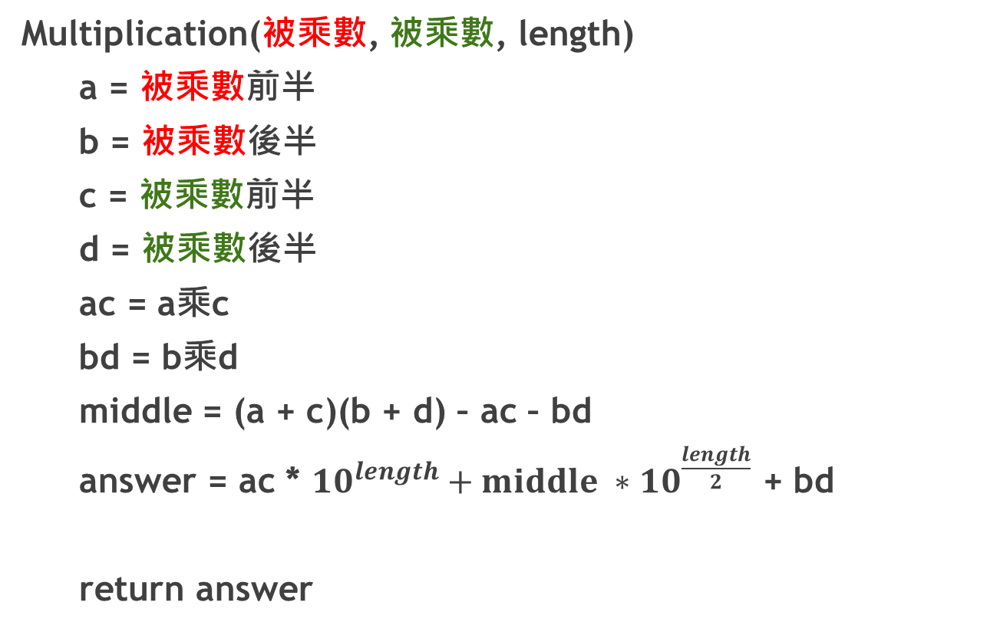 Multiplication(被乘數, 被乘數, length)
a = 被乘數前半
b = 被乘數後半
c = 被乘數前半
d = 被乘數後半
ac = a乘c
bd = b乘d
middle = (a + c)(b + d) – ac – bd
answer = ac * 10^length + middle * 10^(length/2) + bd
return answer